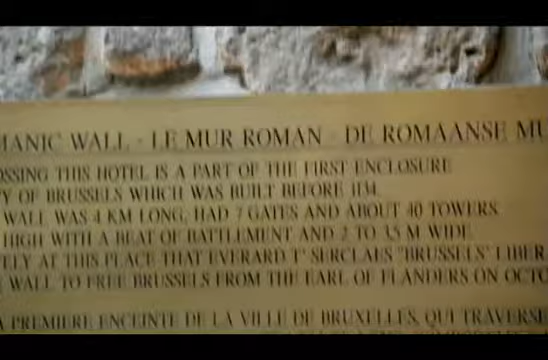 MANIC WALL - LE MUR ROMAN - DE ROMAANSE MU
OSSING THIS HOTEL IS A PART OF THE FIRST ENCLOSURE
Y OF BRUSSELS WHICH WAS BUILT BEFORE 1134.
WALL WAS 4 KM LONG, HAD 7 GATES AND ABOUT 40 TOWERS.
HIGH WITH A BEAT OF BATTLEMENT AND 2 TO 3,5 M WIDE.
ELY AT THIS PLACE THAT EVERARD T' SERCLAES "BRUSSELS' LIBER
E WALL TO FREE BRUSSELS FROM THE EARL OF FLANDERS ON OCTO
A PREMIERE ENCEINTE DE LA VILLE DE BRUXELLES, QUI TRAVERSE